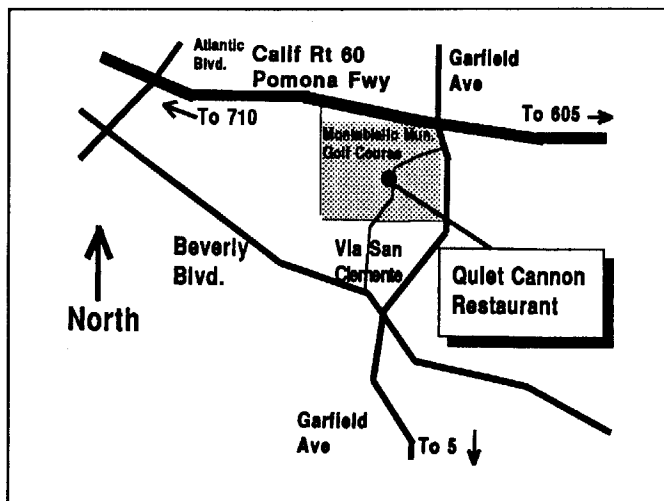 Atlantic
Blvd.
Calif Rt 60
Pomona Fwy
Garfield
Ave
To 710
To 605
Montebello Mun.
Golf Course
Beverly
Blvd.
Via San
Clemente
Quiet Cannon
Restaurant
North
Garfield
Ave
To 5